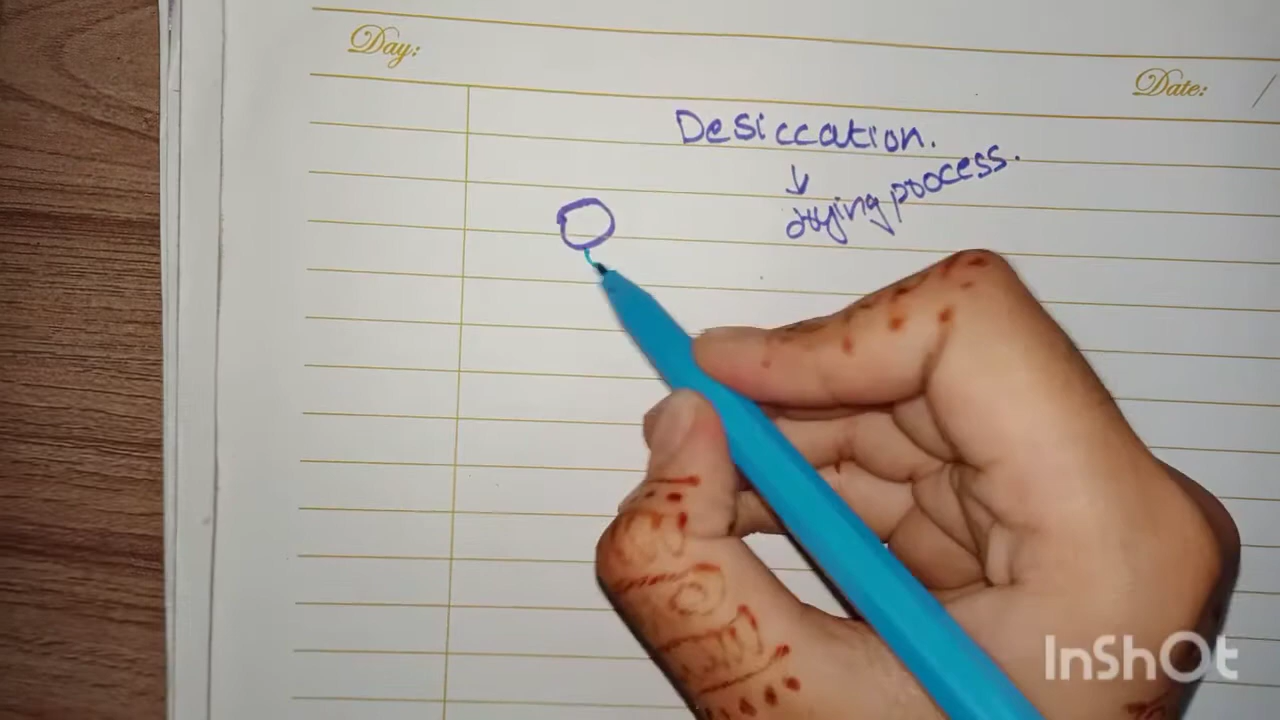 Day:
Date: /
Desiccation.
↓
drying process.
InShOt